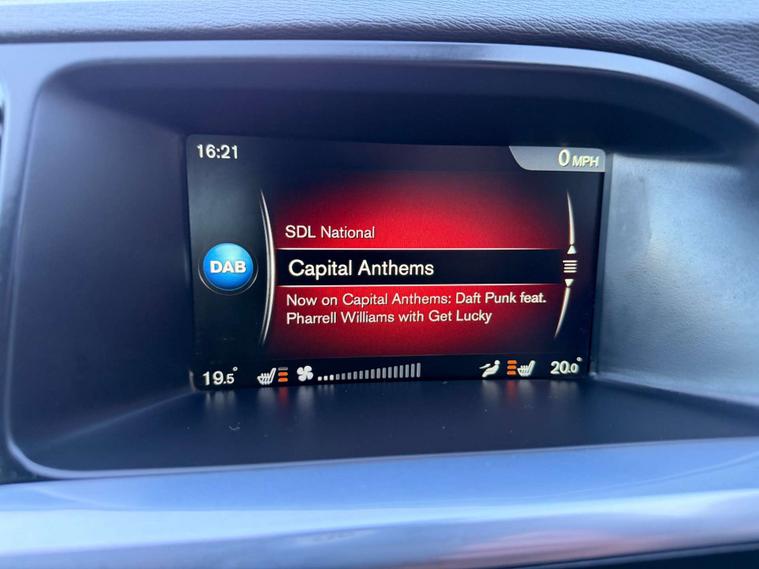 16:21
0 MPH
SDL National
DAB
Capital Anthems
Now on Capital Anthems: Daft Punk feat.
Pharrell Williams with Get Lucky
19.5°
20.0°